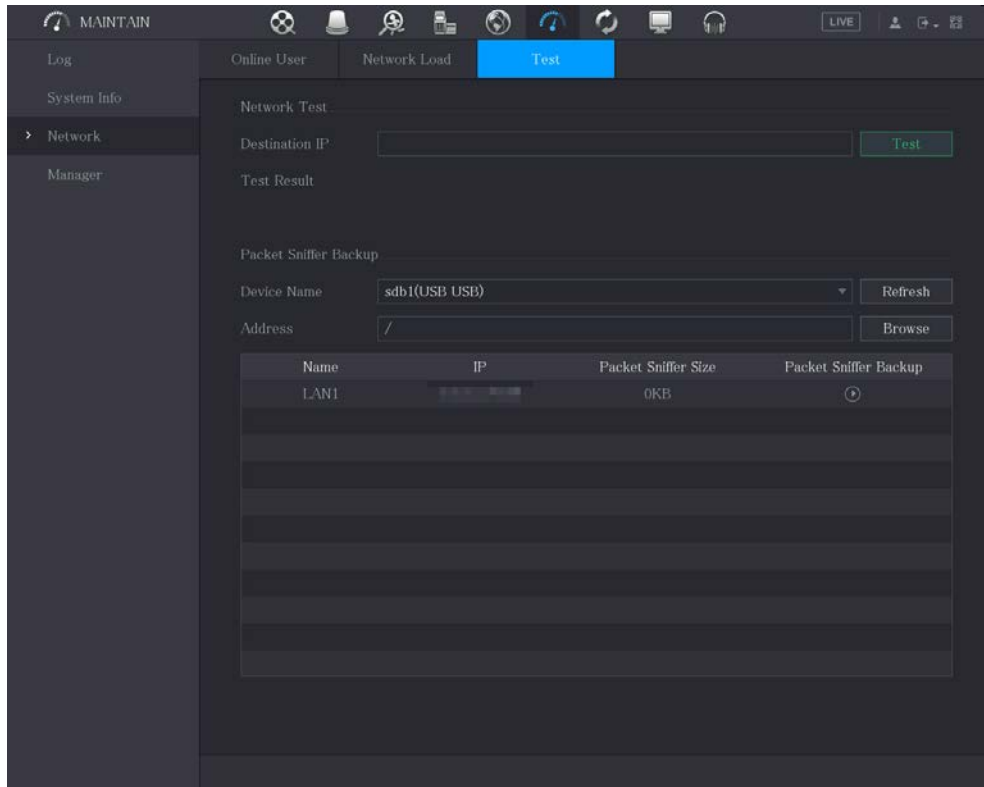 MAINTAIN LIVE
Log
System Info
Network
Manager
Online User Network Load Test
Network Test
Destination IP Test
Test Result
Packet Sniffer Backup
Device Name sdb1(USB USB) Refresh
Address / Browse
Name IP Packet Sniffer Size Packet Sniffer Backup
LAN1 0KB